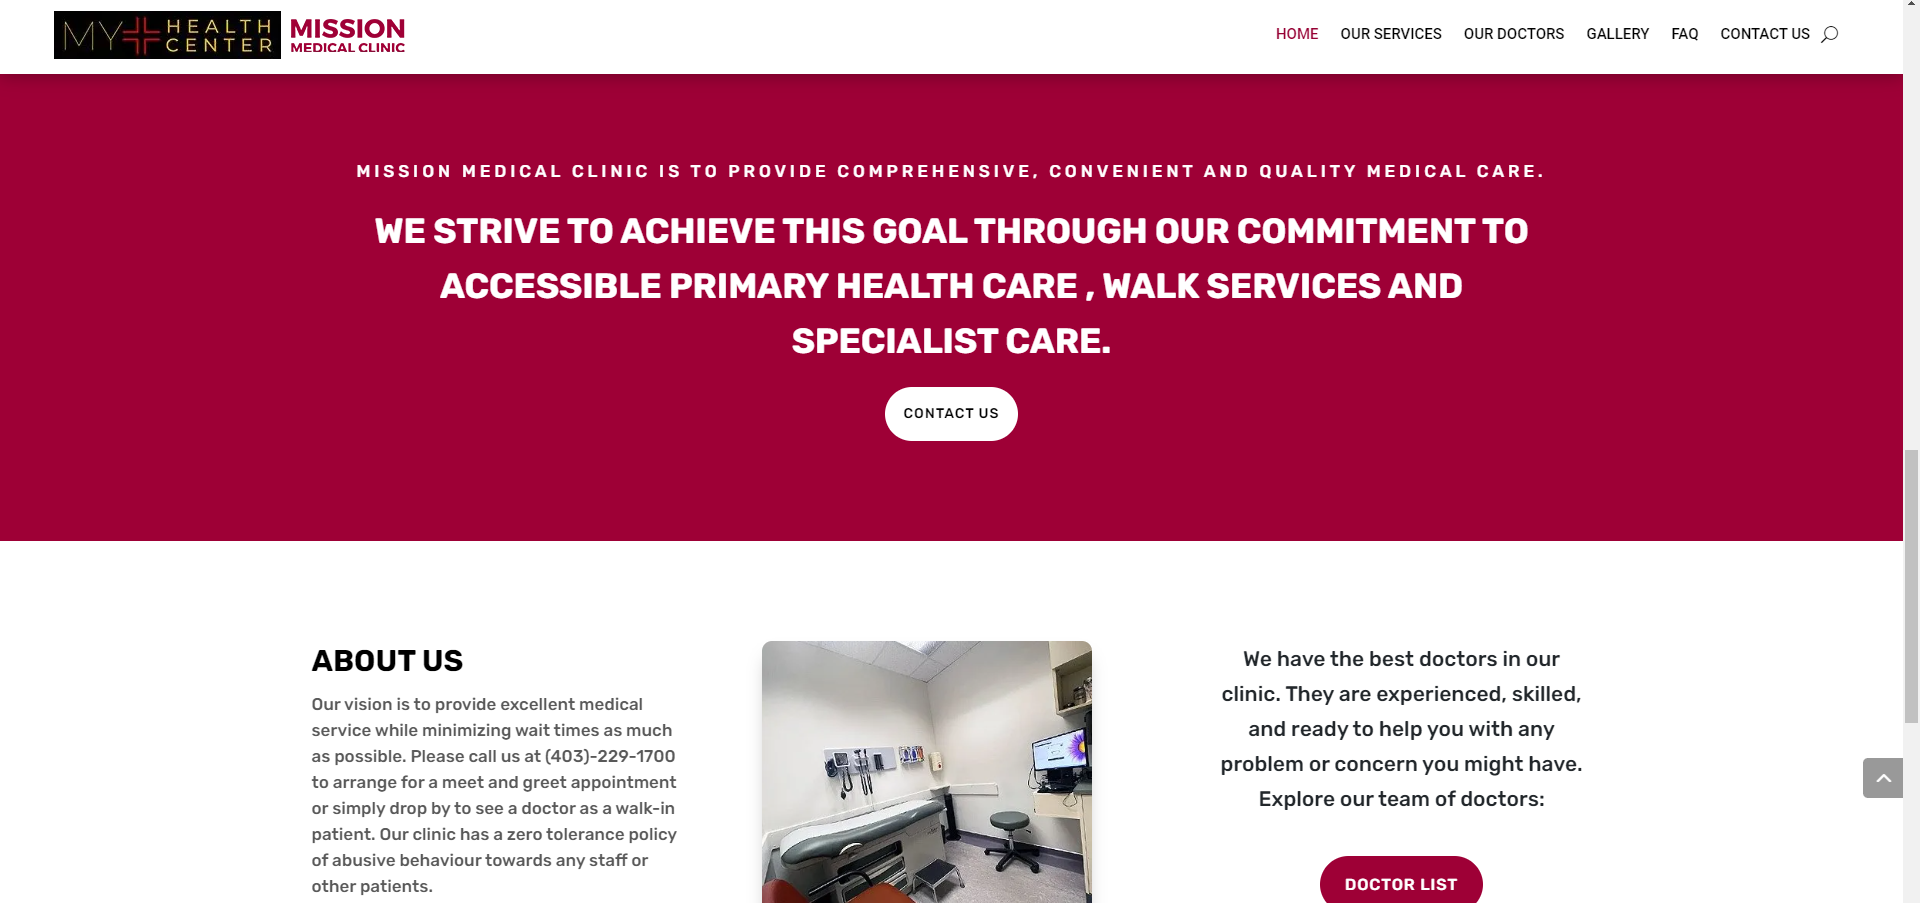 MY HEALTH CENTER
MISSION
MEDICAL CLINIC
HOME OUR SERVICES OUR DOCTORS GALLERY FAQ CONTACT US
MISSION MEDICAL CLINIC IS TO PROVIDE COMPREHENSIVE, CONVENIENT AND QUALITY MEDICAL CARE.
WE STRIVE TO ACHIEVE THIS GOAL THROUGH OUR COMMITMENT TO
ACCESSIBLE PRIMARY HEALTH CARE , WALK SERVICES AND
SPECIALIST CARE.
CONTACT US
ABOUT US
Our vision is to provide excellent medical
service while minimizing wait times as much
as possible. Please call us at (403)-229-1700
to arrange for a meet and greet appointment
or simply drop by to see a doctor as a walk-in
patient. Our clinic has a zero tolerance policy
of abusive behaviour towards any staff or
other patients.
We have the best doctors in our
clinic. They are experienced, skilled,
and ready to help you with any
problem or concern you might have.
Explore our team of doctors:
DOCTOR LIST